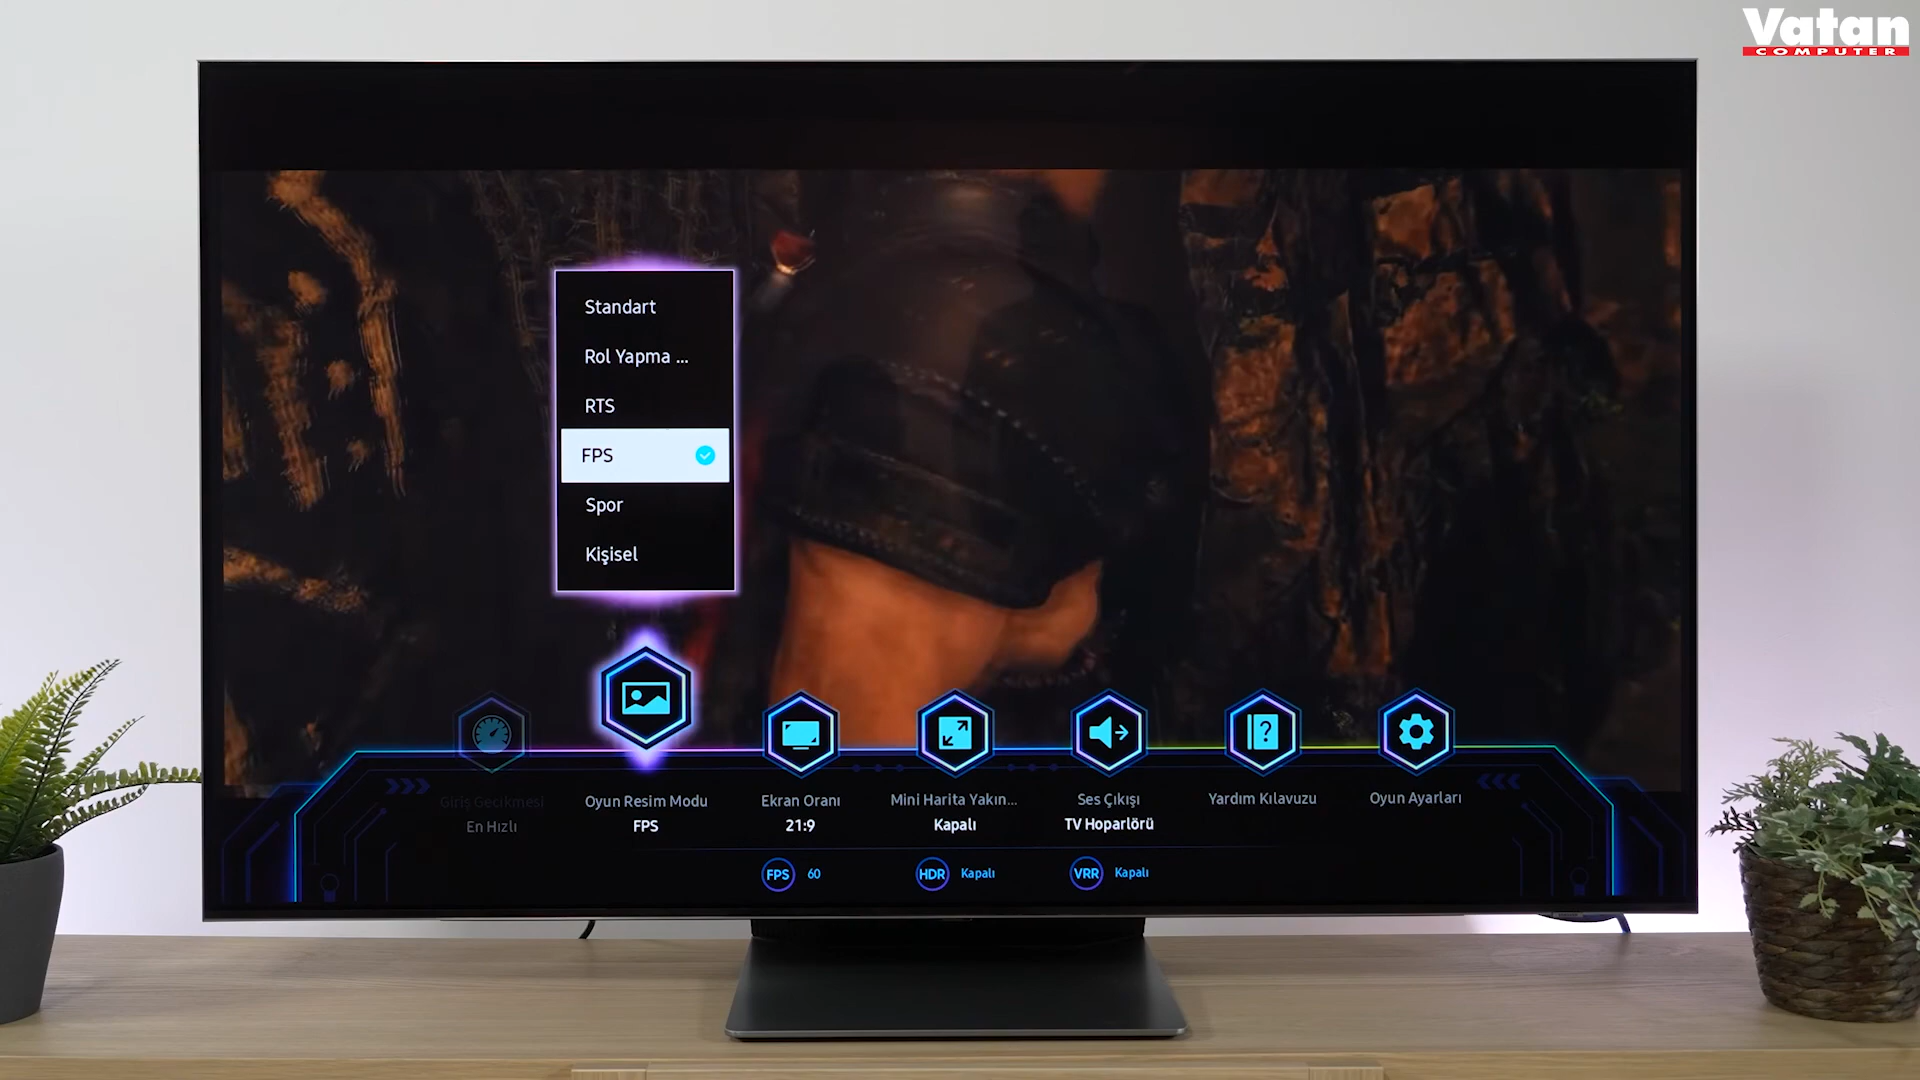 Vatan
COMPUTER
Standart
Rol Yapma ...
RTS
FPS
Spor
Kişisel
Giriş Gecikmesi
En Hızlı
Oyun Resim Modu
FPS
Ekran Oranı
21:9
Mini Harita Yakın...
Kapalı
Ses Çıkışı
TV Hoparlörü
Yardım Kılavuzu
Oyun Ayarları
FPS 60
HDR Kapalı
VRR Kapalı